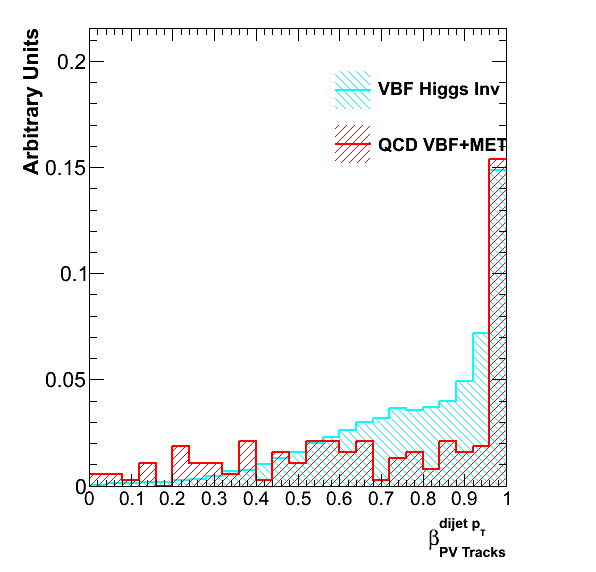 Arbitrary Units
0.2
0.15
0.1
0.05
0
VBF Higgs Inv
QCD VBF+MET
0 0.1 0.2 0.3 0.4 0.5 0.6 0.7 0.8 0.9 1
β dijet p T
PV Tracks